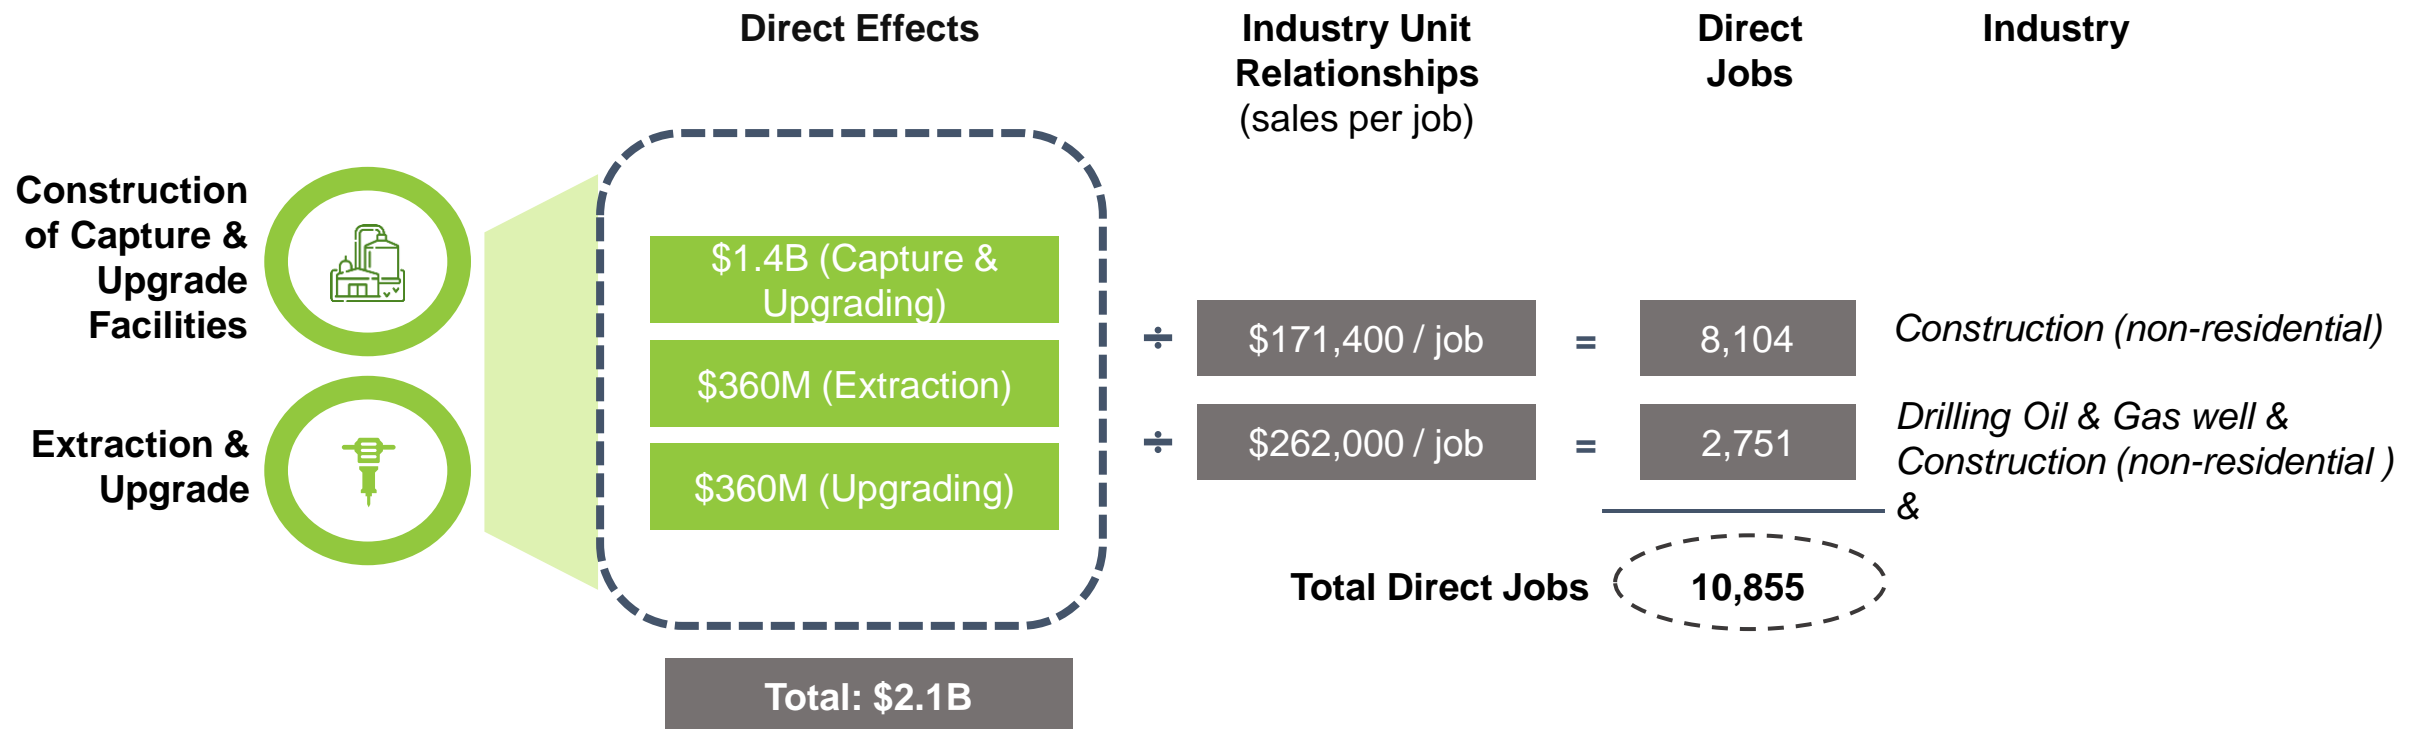 Direct Effects
Industry Unit
Relationships
(sales per job)
Direct
Jobs
Industry
Construction
of Capture &
Upgrade
Facilities
Extraction &
Upgrade
$1.4B (Capture &
Upgrading)
$360M (Extraction)
$360M (Upgrading)
Total: $2.1B
÷
$171,400 / job
=
8,104
Construction (non-residential)
÷
$262,000 / job
=
2,751
Drilling Oil & Gas well &
Construction (non-residential )
&
Total Direct Jobs
10,855